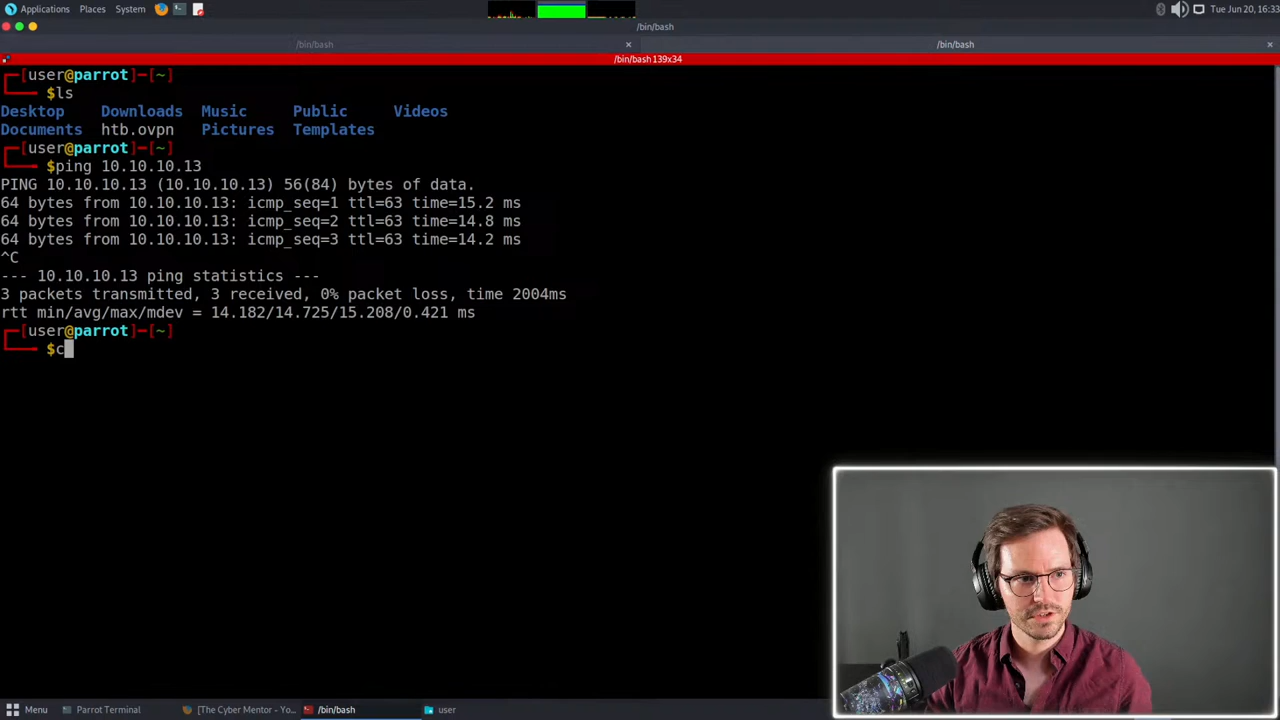 Applications Places System Tue Jun 20, 16:33
/bin/bash
/bin/bash × /bin/bash ×
/bin/bash 139x34
┌─[user@parrot]─[~]
└──╼ $ls
Desktop Downloads Music Public Videos
Documents htb.ovpn Pictures Templates
┌─[user@parrot]─[~]
└──╼ $ping 10.10.10.13
PING 10.10.10.13 (10.10.10.13) 56(84) bytes of data.
64 bytes from 10.10.10.13: icmp_seq=1 ttl=63 time=15.2 ms
64 bytes from 10.10.10.13: icmp_seq=2 ttl=63 time=14.8 ms
64 bytes from 10.10.10.13: icmp_seq=3 ttl=63 time=14.2 ms
^C
--- 10.10.10.13 ping statistics ---
3 packets transmitted, 3 received, 0% packet loss, time 2004ms
rtt min/avg/max/mdev = 14.182/14.725/15.208/0.421 ms
┌─[user@parrot]─[~]
└──╼ $c
Menu Parrot Terminal [The Cyber Mentor - Yo... /bin/bash user